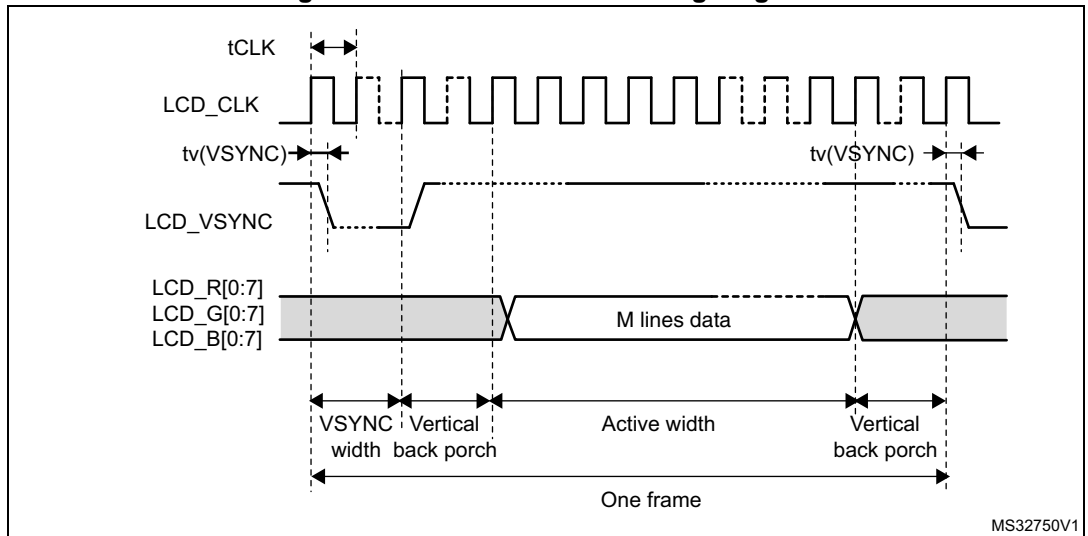 tCLK
LCD_CLK
tv(VSYNC) tv(VSYNC)
LCD_VSYNC
LCD_R[0:7]
LCD_G[0:7]
LCD_B[0:7]
M lines data
VSYNC width
Vertical back porch
Active width
Vertical back porch
One frame
MS32750V1